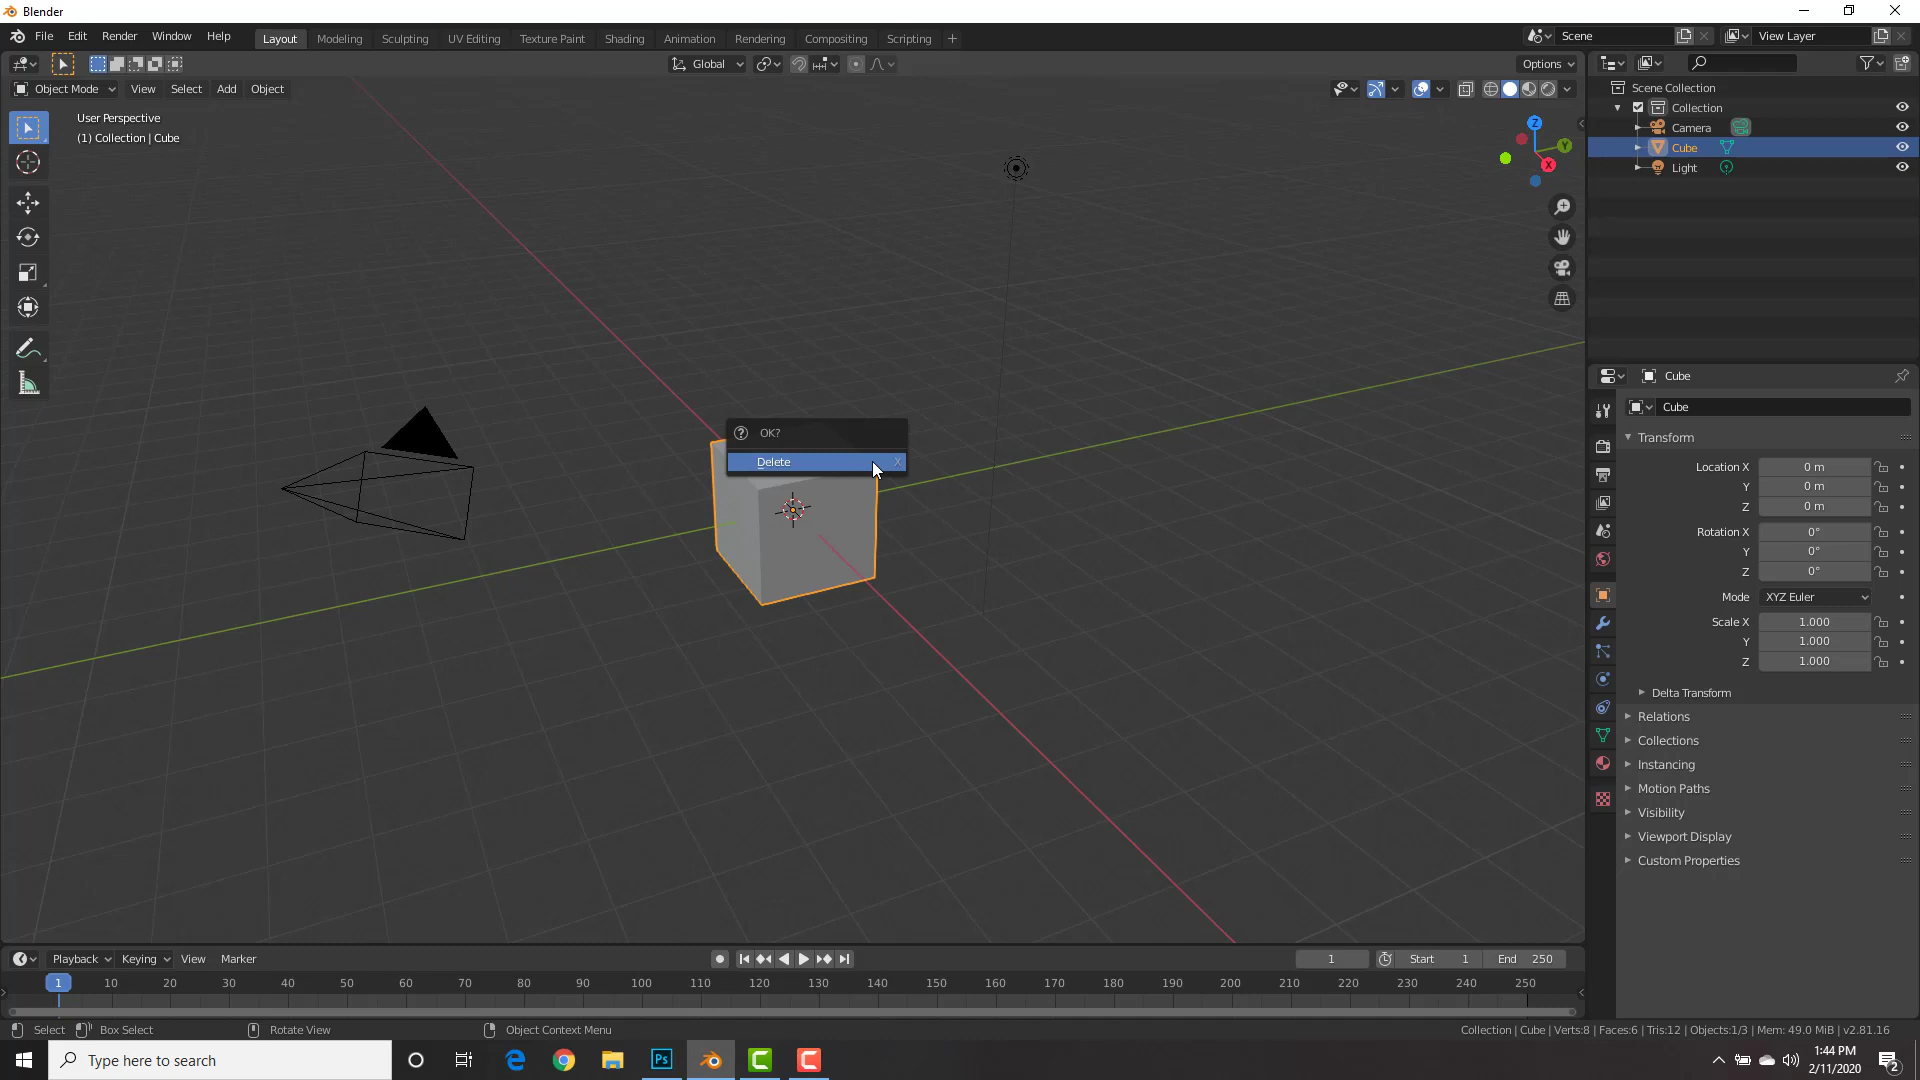 Blender
File Edit Render Window Help
Layout Modeling Sculpting UV Editing Texture Paint Shading Animation Rendering Compositing Scripting +
Scene
View Layer
Global
Options
Object Mode View Select Add Object
User Perspective
(1) Collection | Cube
Z
Y
X
Scene Collection
Collection
Camera
Cube
Light
OK?
Delete X
Cube
Cube
Transform
Location X 0 m
Y 0 m
Z 0 m
Rotation X 0°
Y 0°
Z 0°
Mode XYZ Euler
Scale X 1.000
Y 1.000
Z 1.000
Delta Transform
Relations
Collections
Instancing
Motion Paths
Visibility
Viewport Display
Custom Properties
Playback Keying View Marker
1 Start 1 End 250
1 10 20 30 40 50 60 70 80 90 100 110 120 130 140 150 160 170 180 190 200 210 220 230 240 250
Select Box Select Rotate View Object Context Menu
Collection | Cube | Verts:8 | Faces:6 | Tris:12 | Objects:1/3 | Mem: 49.0 MiB | v2.81.16
Type here to search
Ps
1:44 PM
2/11/2020
2